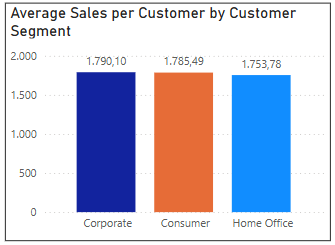 Average Sales per Customer by Customer
Segment
2.000
1.790,10
1.785,49
1.753,78
1.500
1.000
500
0
Corporate
Consumer
Home Office